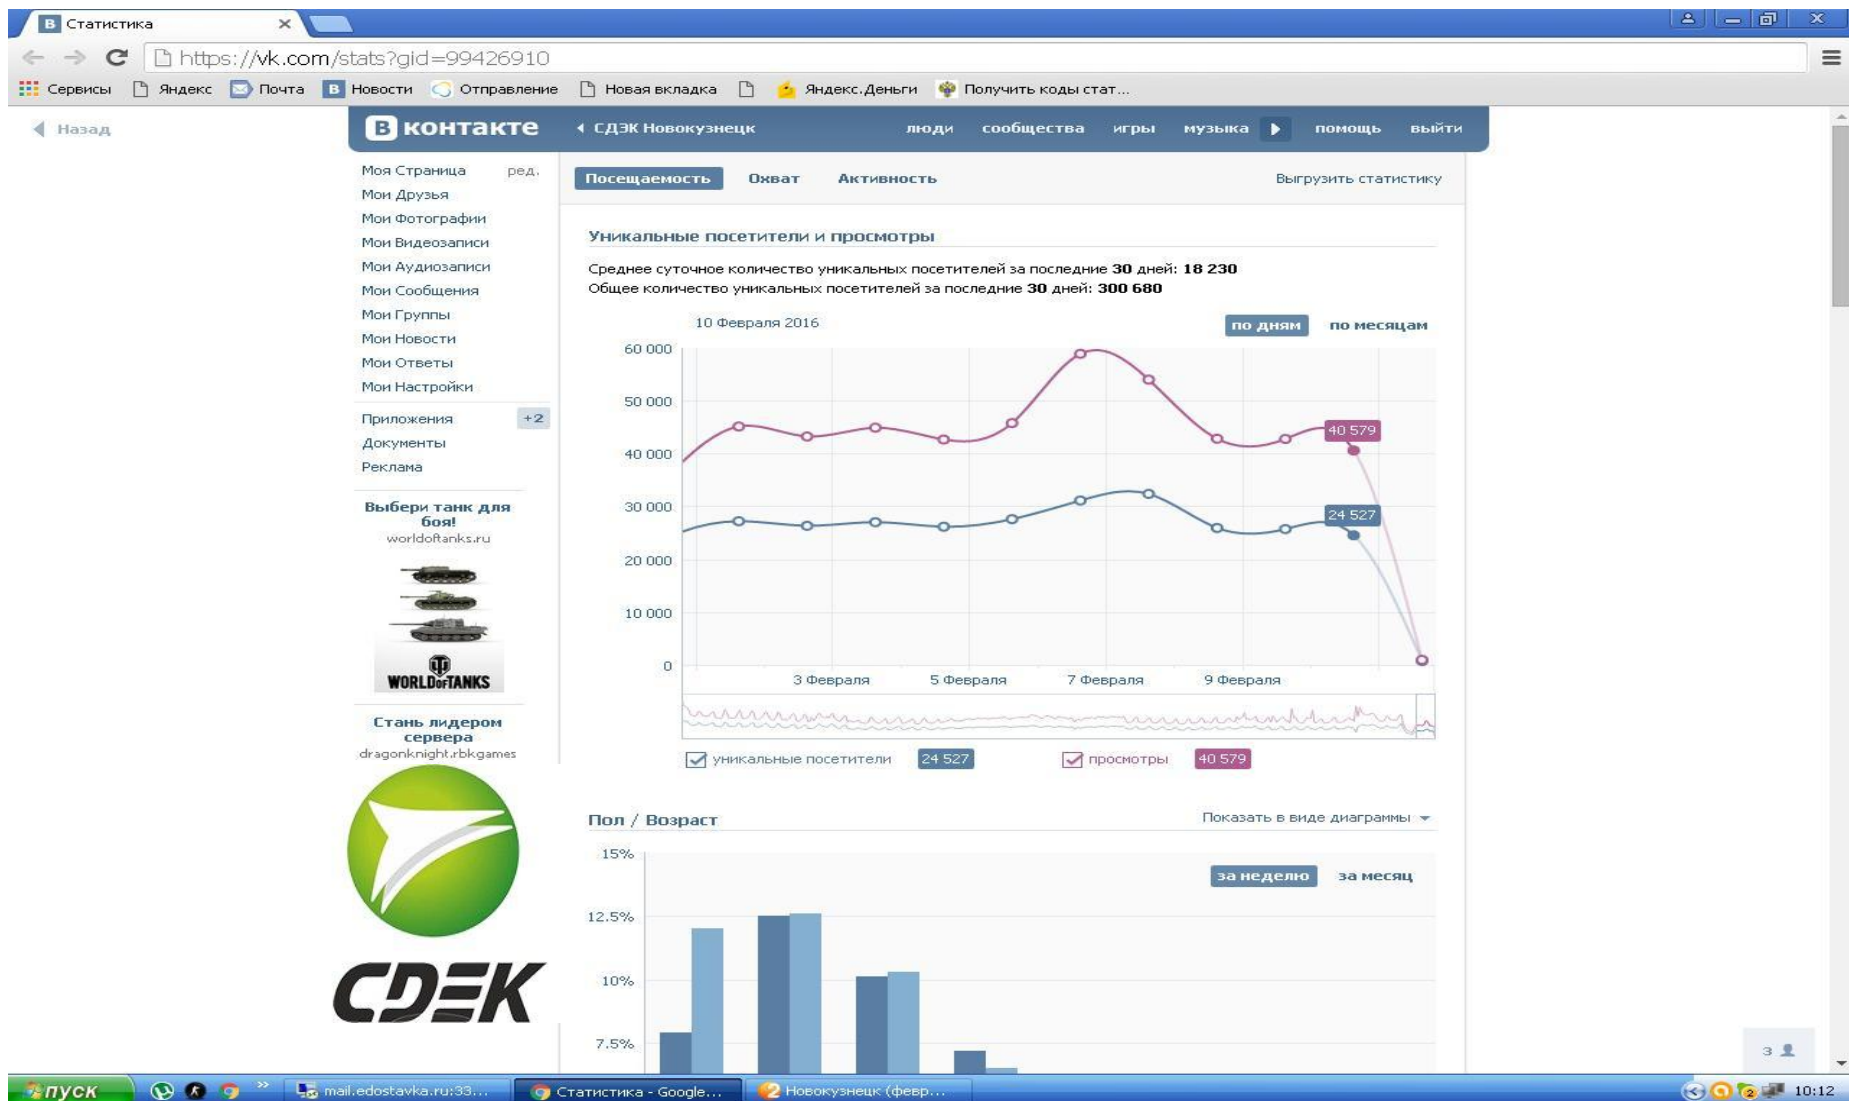 Статистика
https://vk.com/stats?gid=99426910
Сервисы Яндекс Почта Новости Отправление Новая вкладка Яндекс.Деньги Получить коды стат...
Назад
В контакте СДЭК Новокузнецк люди сообщества игры музыка помощь выйти
Моя Страница ред.
Мои Друзья
Мои Фотографии
Мои Видеозаписи
Мои Аудиозаписи
Мои Сообщения
Мои Группы
Мои Новости
Мои Ответы
Мои Настройки
Приложения +2
Документы
Реклама
Выбери танк для
боя!
worldoftanks.ru
WORLD OF TANKS
Стань лидером
сервера
dragonknight.rbkgames
CDEK
Посещаемость Охват Активность Выгрузить статистику
Уникальные посетители и просмотры
Среднее суточное количество уникальных посетителей за последние 30 дней: 18 230
Общее количество уникальных посетителей за последние 30 дней: 300 680
10 Февраля 2016 по дням по месяцам
60 000
50 000
40 579
40 000
30 000
24 527
20 000
10 000
0
3 Февраля 5 Февраля 7 Февраля 9 Февраля
уникальные посетители 24 527 просмотры 40 579
Пол / Возраст Показать в виде диаграммы
15%
за неделю за месяц
12.5%
10%
7.5%
3
пуск mail.edostavka.ru:33... Статистика - Google... 2 Новокузнецк (февр... 2 10:12